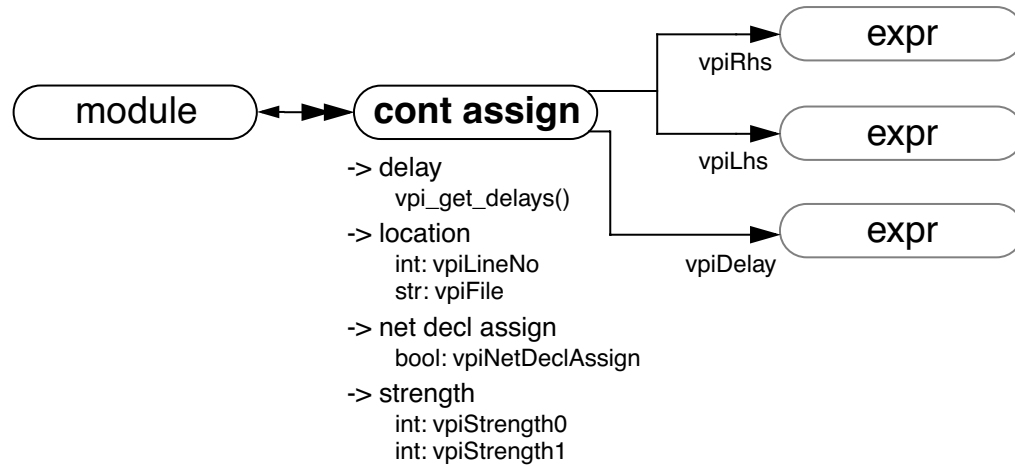 expr
vpiRhs
module
cont assign
expr
vpiLhs
-> delay
vpi_get_delays()
expr
vpiDelay
-> location
int: vpiLineNo
str: vpiFile
-> net decl assign
bool: vpiNetDeclAssign
-> strength
int: vpiStrength0
int: vpiStrength1